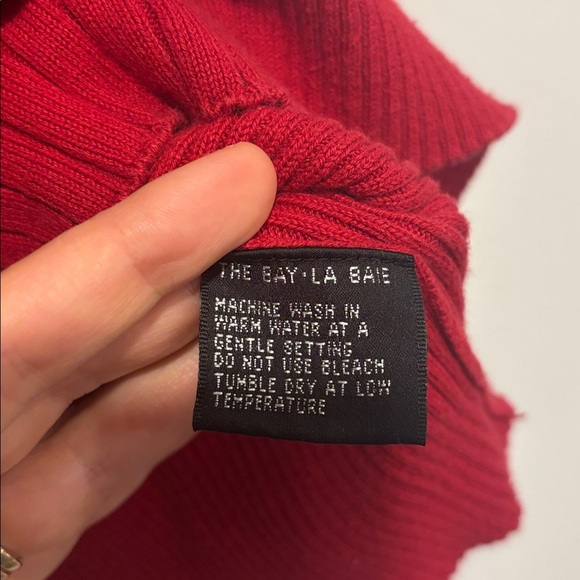 THE BAY·LA BAIE
MACHINE WASH IN
WARM WATER AT A
GENTLE SETTING
DO NOT USE BLEACH
TUMBLE DRY AT LOW
TEMPERATURE